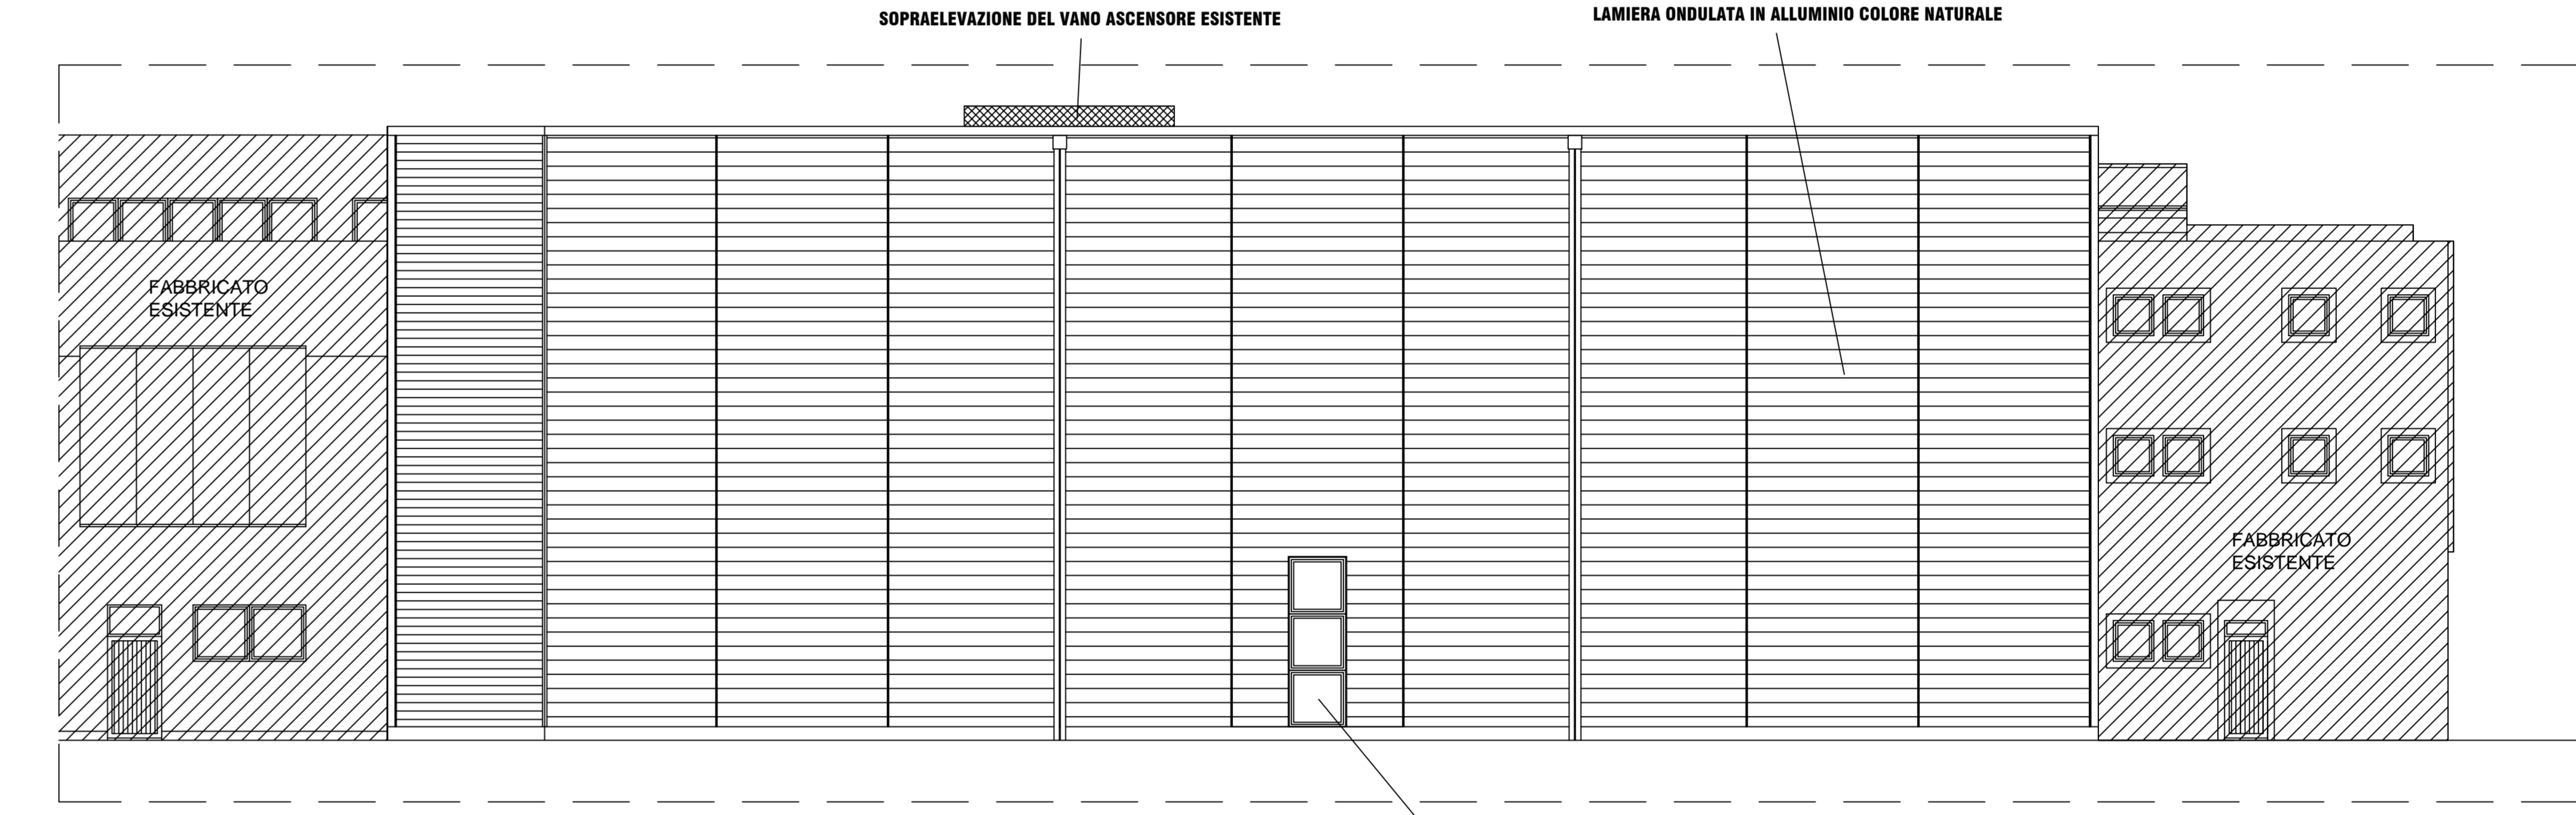 SOPRAELEVAZIONE DEL VANO ASCENSORE ESISTENTE
LAMIERA ONDULATA IN ALLUMINIO COLORE NATURALE
FABBRICATO
ESISTENTE
FABBRICATO
ESISTENTE